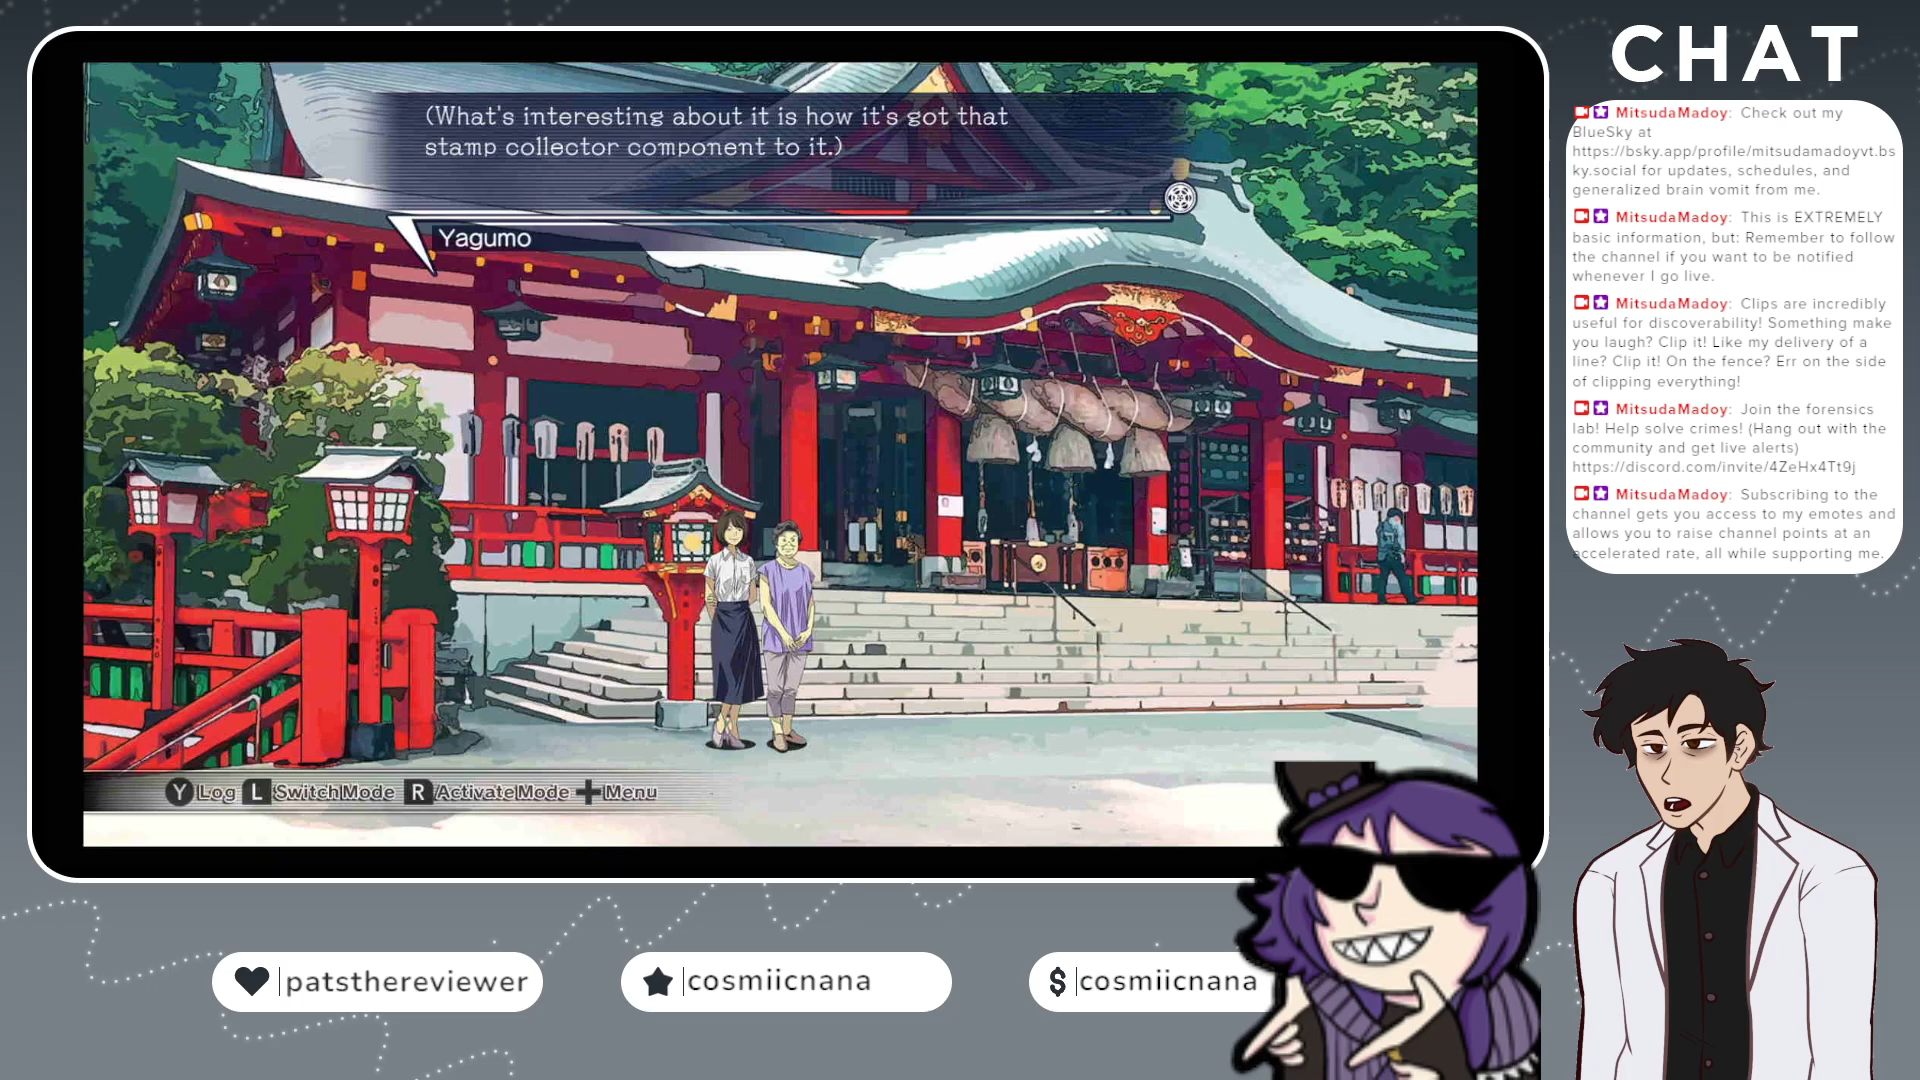 (What's interesting about it is how it's got that
stamp collector component to it.)
Yagumo
Y Log L SwitchMode R ActivateMode Menu
CHAT
MitsudaMadoy: Check out my
BlueSky at
https://bsky.app/profile/mitsudamadoyvt.bs
ky.social for updates, schedules, and
generalized brain vomit from me.
MitsudaMadoy: This is EXTREMELY
basic information, but: Remember to follow
the channel if you want to be notified
whenever I go live.
MitsudaMadoy: Clips are incredibly
useful for discoverability! Something make
you laugh? Clip it! Like my delivery of a
line? Clip it! On the fence? Err on the side
of clipping everything!
MitsudaMadoy: Join the forensics
lab! Help solve crimes! (Hang out with the
community and get live alerts)
https://discord.com/invite/4ZeHx4Tt9j
MitsudaMadoy: Subscribing to the
channel gets you access to my emotes and
allows you to raise channel points at an
accelerated rate, all while supporting me.
patsthereviewer
cosmiicnana
$ cosmiicnana